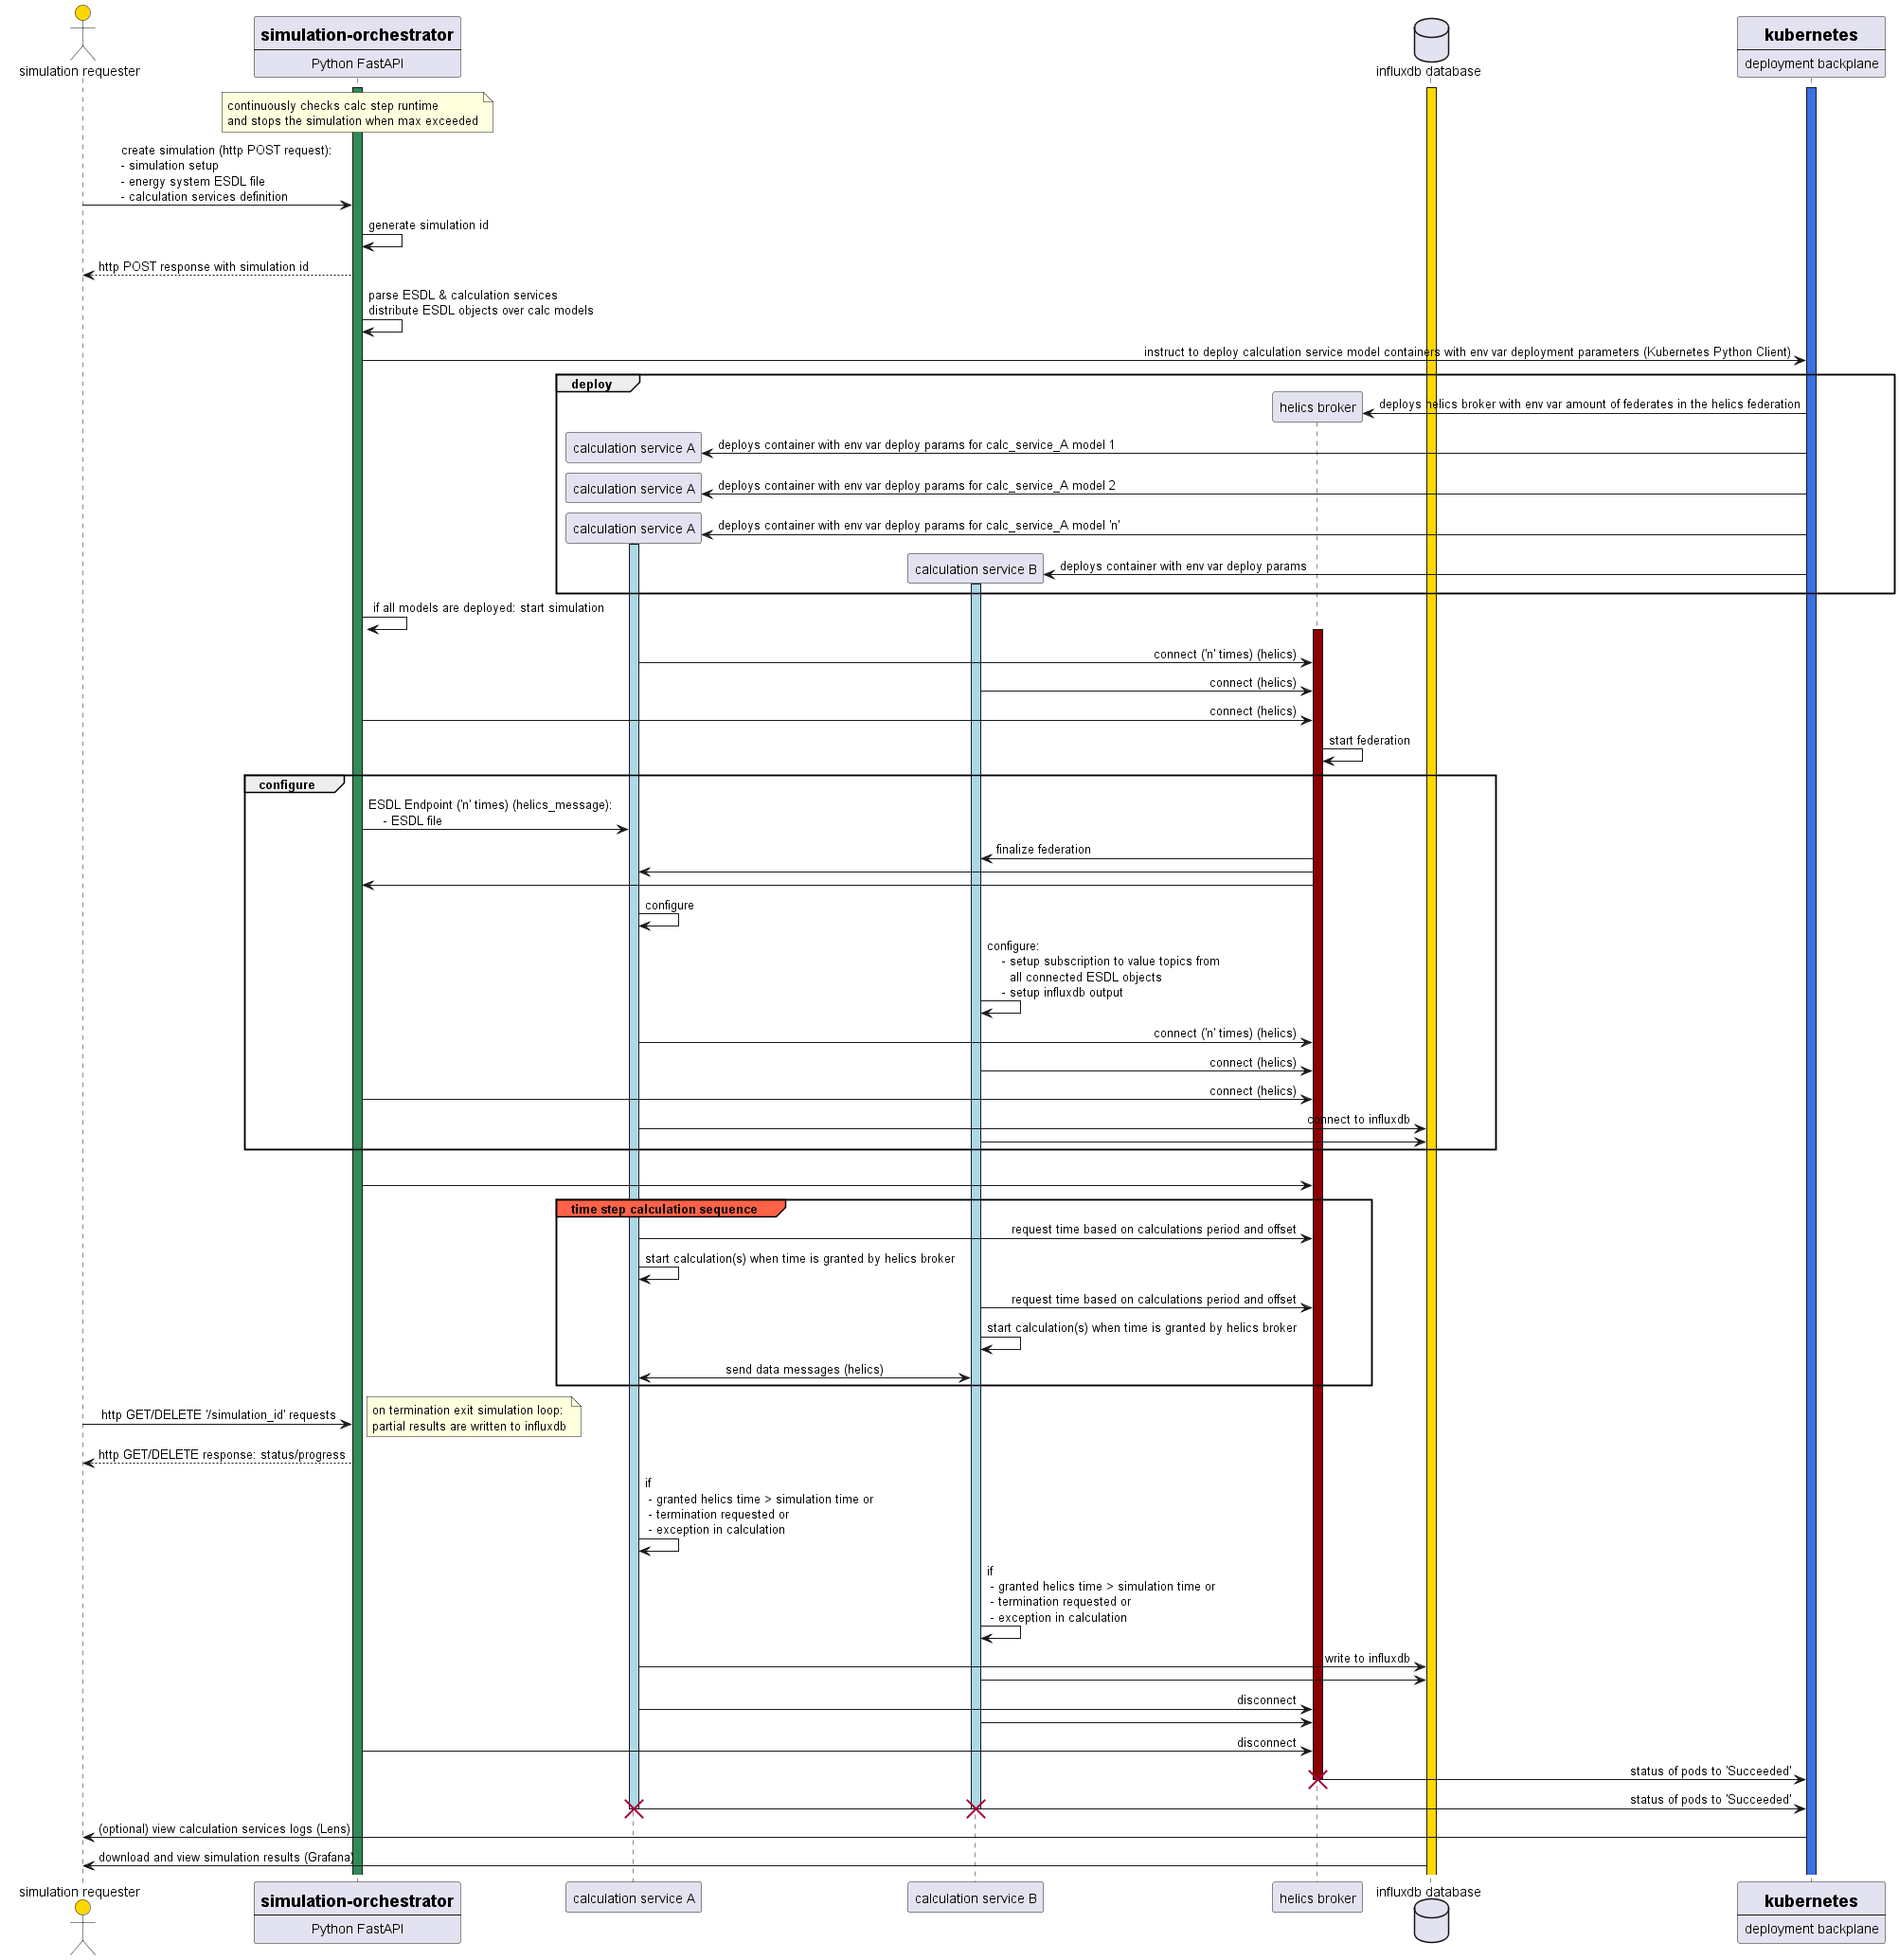 simulation requester
simulation-orchestrator
Python FastAPI
influxdb database
kubernetes
deployment backplane
continuously checks calc step runtime
and stops the simulation when max exceeded
create simulation (http POST request):
- simulation setup
- energy system ESDL file
- calculation services definition
generate simulation id
http POST response with simulation id
parse ESDL & calculation services
distribute ESDL objects over calc models
instruct to deploy calculation service model containers with env var deployment parameters (Kubernetes Python Client)
deploy
helics broker
deploys helics broker with env var amount of federates in the helics federation
calculation service A
deploys container with env var deploy params for calc_service_A model 1
calculation service A
deploys container with env var deploy params for calc_service_A model 2
calculation service A
deploys container with env var deploy params for calc_service_A model 'n'
calculation service B
deploys container with env var deploy params
if all models are deployed: start simulation
connect ('n' times) (helics)
connect (helics)
connect (helics)
start federation
configure
ESDL Endpoint ('n' times) (helics_message):
- ESDL file
finalize federation
configure
configure:
- setup subscription to value topics from
all connected ESDL objects
- setup influxdb output
connect ('n' times) (helics)
connect (helics)
connect (helics)
connect to influxdb
time step calculation sequence
request time based on calculations period and offset
start calculation(s) when time is granted by helics broker
request time based on calculations period and offset
start calculation(s) when time is granted by helics broker
send data messages (helics)
http GET/DELETE '/simulation_id' requests
on termination exit simulation loop:
partial results are written to influxdb
http GET/DELETE response: status/progress
if
- granted helics time > simulation time or
- termination requested or
- exception in calculation
if
- granted helics time > simulation time or
- termination requested or
- exception in calculation
write to influxdb
disconnect
disconnect
status of pods to 'Succeeded'
status of pods to 'Succeeded'
(optional) view calculation services logs (Lens)
download and view simulation results (Grafana)
simulation requester
simulation-orchestrator
Python FastAPI
calculation service A
calculation service B
helics broker
influxdb database
kubernetes
deployment backplane